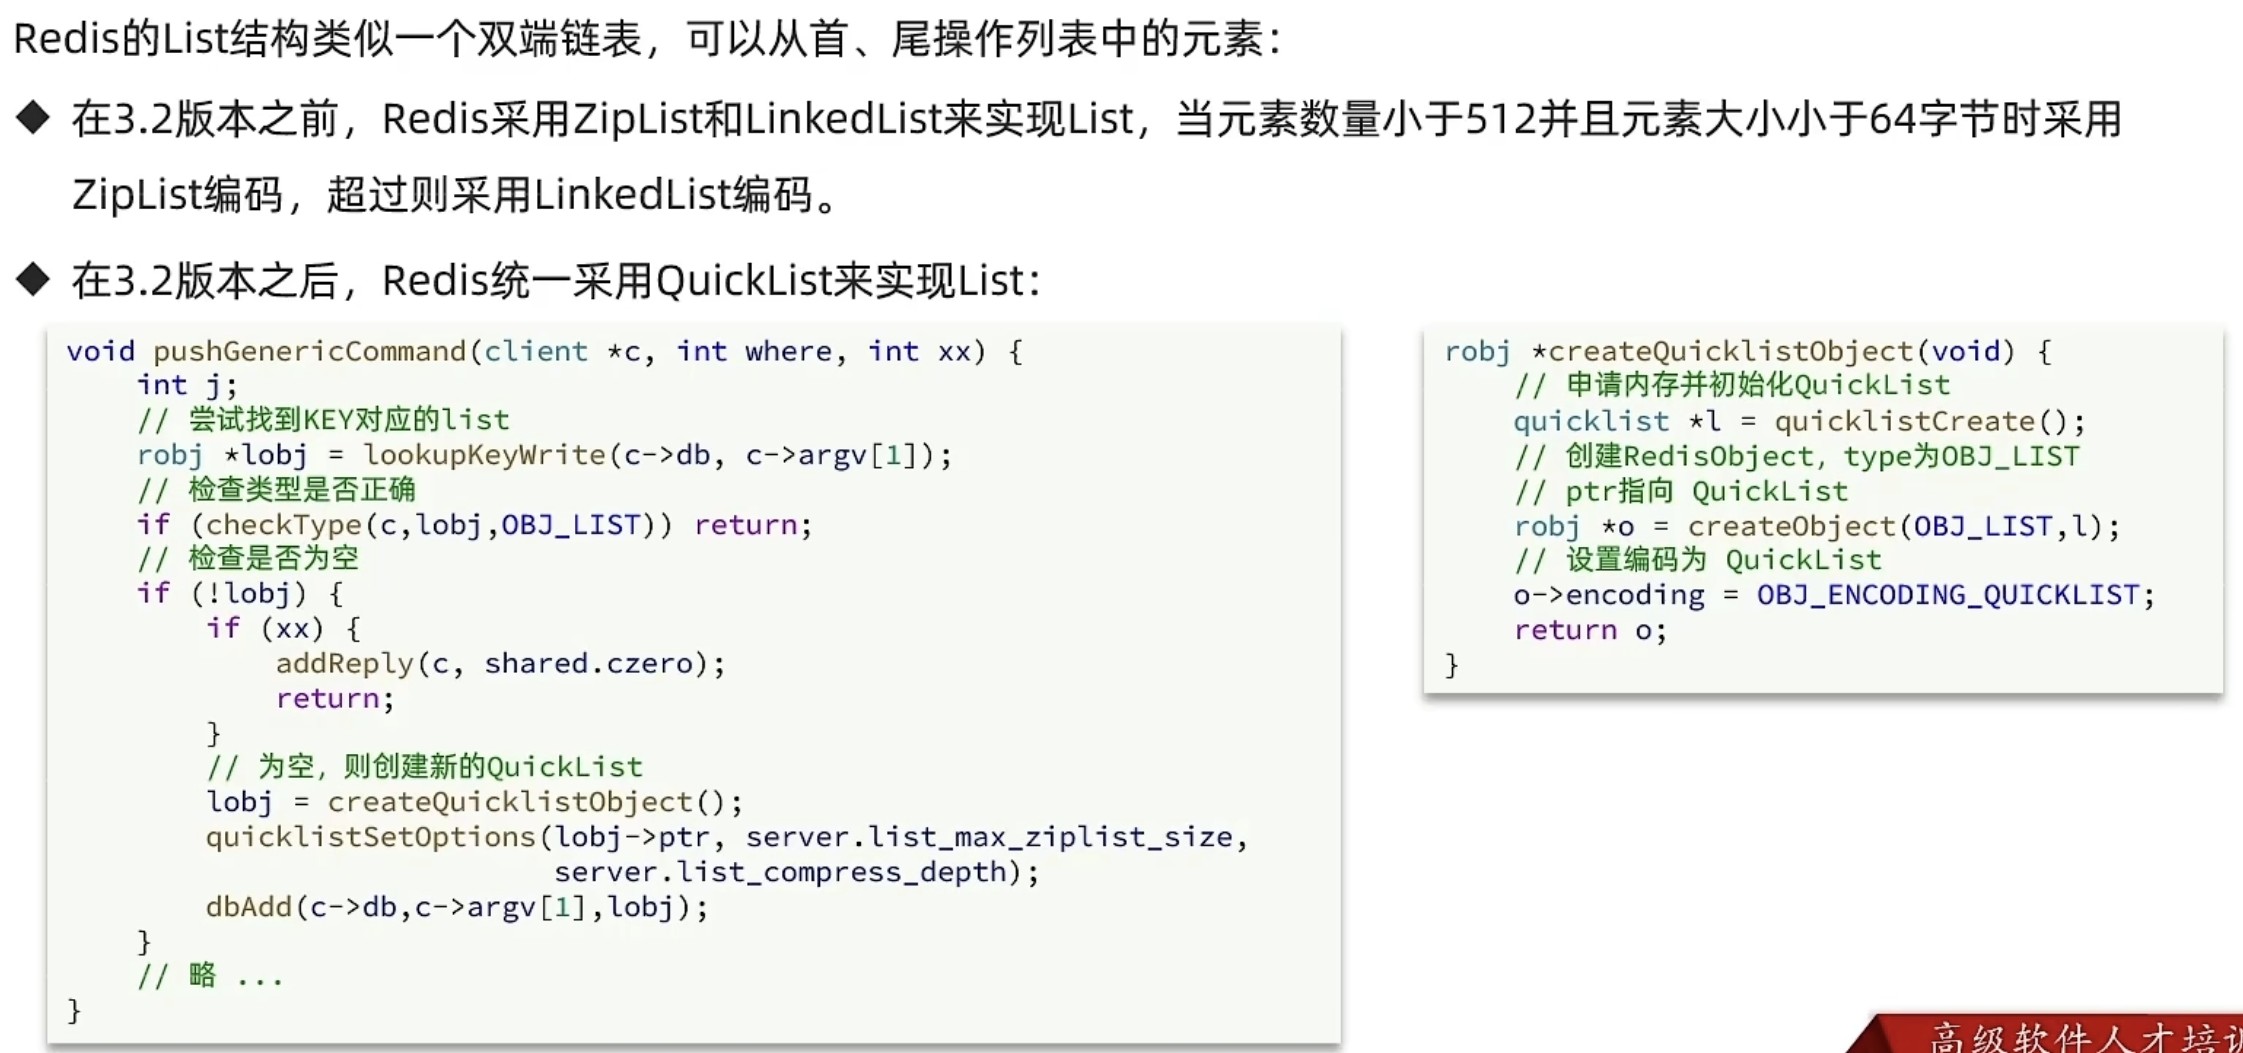 Redis的List结构类似一个双端链表，可以从首、尾操作列表中的元素：
◆ 在3.2版本之前，Redis采用ZipList和LinkedList来实现List，当元素数量小于512并且元素大小小于64字节时采用
ZipList编码，超过则采用LinkedList编码。
◆ 在3.2版本之后，Redis统一采用QuickList来实现List：
void pushGenericCommand(client *c, int where, int xx) {
    int j;
    // 尝试找到KEY对应的list
    robj *lobj = lookupKeyWrite(c->db, c->argv[1]);
    // 检查类型是否正确
    if (checkType(c,lobj,OBJ_LIST)) return;
    // 检查是否为空
    if (!lobj) {
        if (xx) {
            addReply(c, shared.czero);
            return;
        }
        // 为空，则创建新的QuickList
        lobj = createQuicklistObject();
        quicklistSetOptions(lobj->ptr, server.list_max_ziplist_size,
                            server.list_compress_depth);
        dbAdd(c->db,c->argv[1],lobj);
    }
    // 略 ...
}
robj *createQuicklistObject(void) {
    // 申请内存并初始化QuickList
    quicklist *l = quicklistCreate();
    // 创建RedisObject，type为OBJ_LIST
    // ptr指向 QuickList
    robj *o = createObject(OBJ_LIST,l);
    // 设置编码为 QuickList
    o->encoding = OBJ_ENCODING_QUICKLIST;
    return o;
}
高级软件人才培训